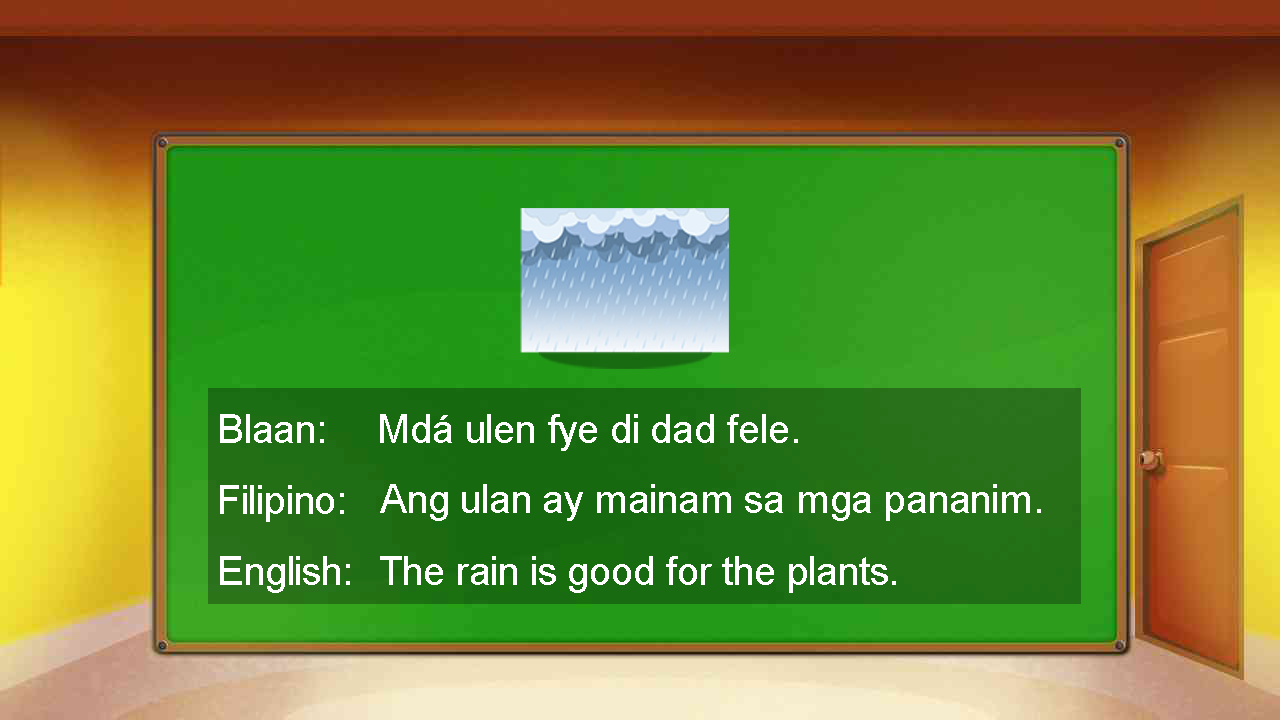 Blaan: Mdá ulen fye di dad fele.
Filipino: Ang ulan ay mainam sa mga pananim.
English: The rain is good for the plants.